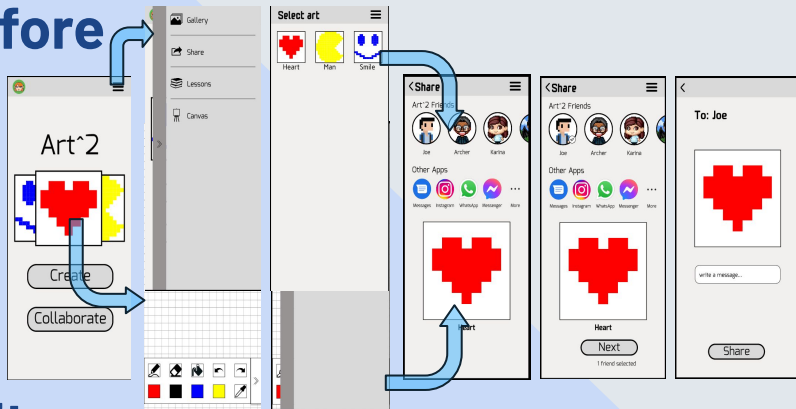 fore
Art^2
Create
Collaborate
Gallery
Share
Lessons
Canvas
>
>
Select art
Heart
Man
Smile
<Share
Art^2 Friends
Joe
Archer
Karina
Other Apps
Messages
Instagram
WhatsApp
Messenger
More
Heart
<Share
Art^2 Friends
Joe
Archer
Karina
Other Apps
Messages
Instagram
WhatsApp
Messenger
More
Heart
Next
1 friend selected
<
To: Joe
write a message...
Share